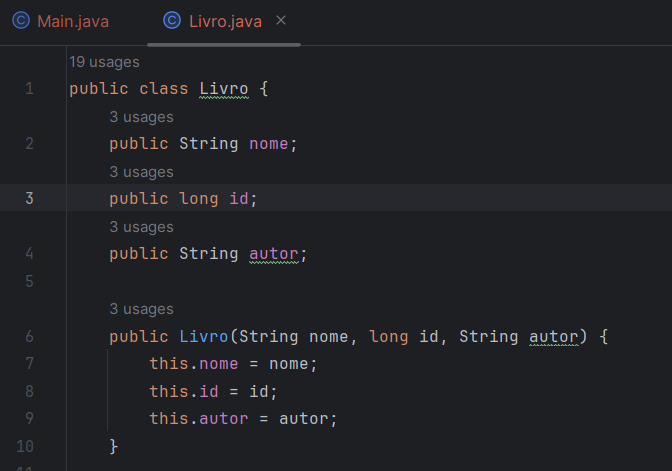 Main.java Livro.java
19 usages
1 public class Livro {
3 usages
2 public String nome;
3 usages
3 public long id;
3 usages
4 public String autor;
5
3 usages
6 public Livro(String nome, long id, String autor) {
7 this.nome = nome;
8 this.id = id;
9 this.autor = autor;
10 }